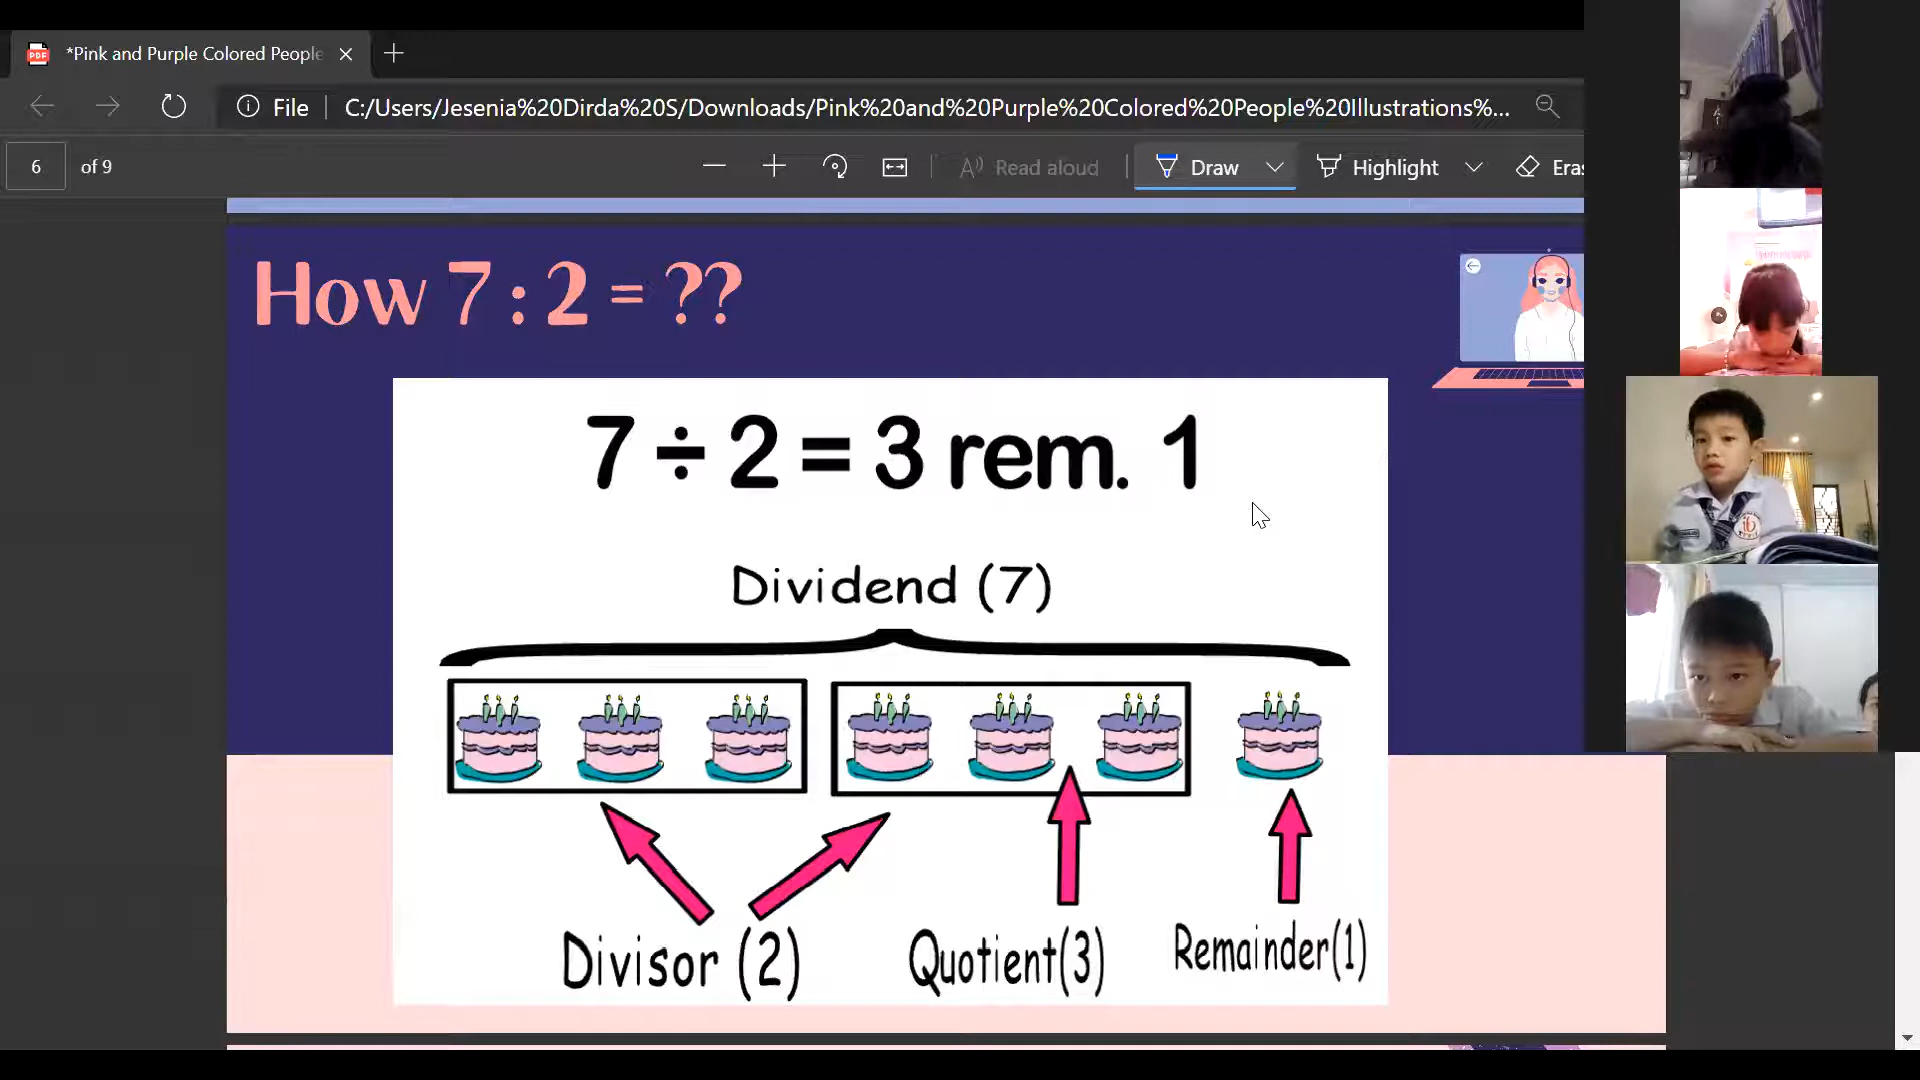 *Pink and Purple Colored People
File
C:/Users/Jesenia%20Dirda%20S/Downloads/Pink%20and%20Purple%20Colored%20People%20Illustrations%...
6 of 9
Read aloud
Draw
Highlight
Eras
How 7 : 2 = ??
7 ÷ 2 = 3 rem. 1
Dividend (7)
Divisor (2)
Quotient(3)
Remainder(1)